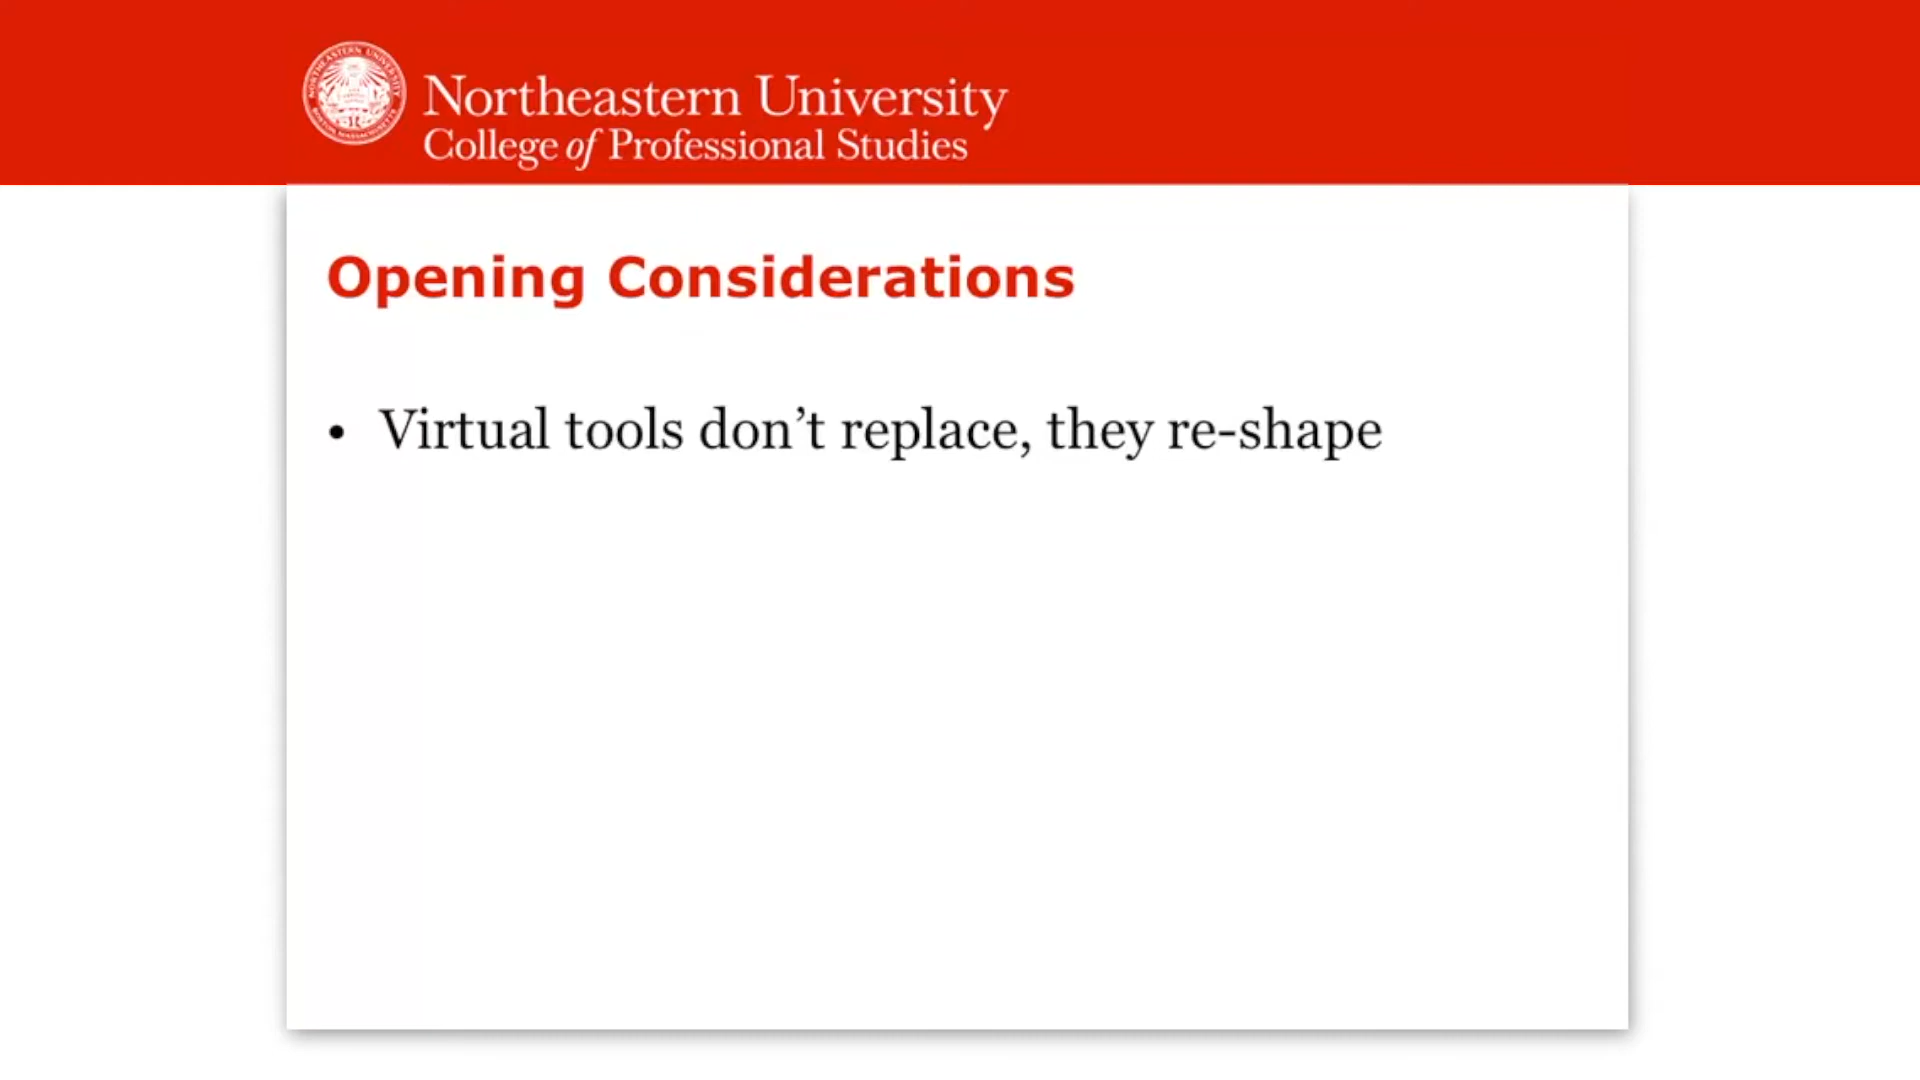 Northeastern University
College of Professional Studies
Opening Considerations
• Virtual tools don’t replace, they re-shape